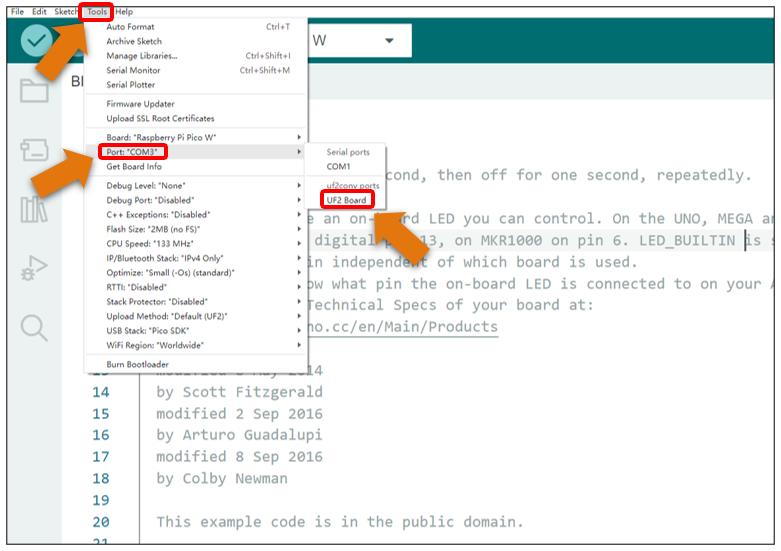 File Edit Sketch Tools Help
W
Auto Format Ctrl+T
Archive Sketch
Manage Libraries... Ctrl+Shift+I
Serial Monitor Ctrl+Shift+M
Serial Plotter
Firmware Updater
Upload SSL Root Certificates
Board: "Raspberry Pi Pico W"
Port: "COM3"
Get Board Info
Debug Level: "None"
Debug Port: "Disabled"
C++ Exceptions: "Disabled"
Flash Size: "2MB (no FS)"
CPU Speed: "133 MHz"
IP/Bluetooth Stack: "IPv4 Only"
Optimize: "Small (-Os) (standard)"
RTTI: "Disabled"
Stack Protector: "Disabled"
Upload Method: "Default (UF2)"
USB Stack: "Pico SDK"
WiFi Region: "Worldwide"
Burn Bootloader
Serial ports
COM1
uf2conv ports
UF2 Board
cond, then off for one second, repeatedly.
e an on-board LED you can control. On the UNO, MEGA an
digital p 13, on MKR1000 on pin 6. LED_BUILTIN is s
in independent of which board is used.
ow what pin the on-board LED is connected to on your A
Technical Specs of your board at:
no.cc/en/Main/Products
13 modified 8 May 2014
14 by Scott Fitzgerald
15 modified 2 Sep 2016
16 by Arturo Guadalupi
17 modified 8 Sep 2016
18 by Colby Newman
19
20 This example code is in the public domain.
21